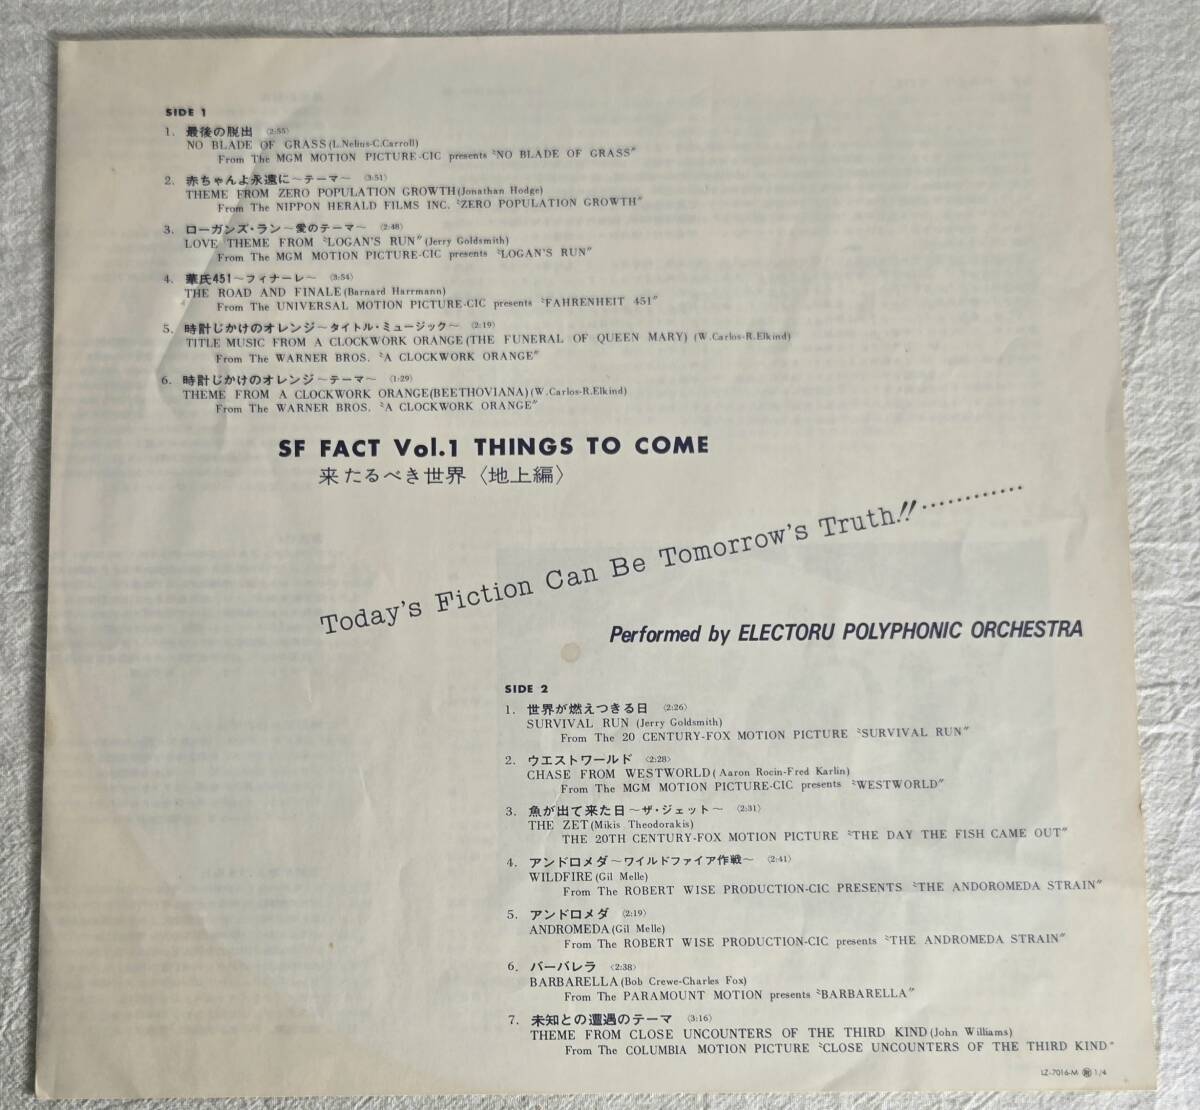 SIDE 1
1. 最後の脱出 〈2:55〉
NO BLADE OF GRASS(L.Nelius-C.Carroll)
From The MGM MOTION PICTURE-CIC presents "NO BLADE OF GRASS"
2. 赤ちゃんよ永遠に〜テーマ〜 〈3:51〉
THEME FROM ZERO POPULATION GROWTH(Jonathan Hodge)
From The NIPPON HERALD FILMS INC. "ZERO POPULATION GROWTH"
3. ローガンズ・ラン〜愛のテーマ〜 〈2:48〉
LOVE THEME FROM "LOGAN'S RUN"(Jerry Goldsmith)
From The MGM MOTION PICTURE-CIC presents "LOGAN'S RUN"
4. 華氏451〜フィナーレ〜 〈3:54〉
THE ROAD AND FINALE(Barnard Harrmann)
From The UNIVERSAL MOTION PICTURE-CIC presents "FAHRENHEIT 451"
5. 時計じかけのオレンジ〜タイトル・ミュージック〜 〈2:19〉
TITLE MUSIC FROM A CLOCKWORK ORANGE(THE FUNERAL OF QUEEN MARY) (W.Carlos-R.Elkind)
From The WARNER BROS. "A CLOCKWORK ORANGE"
6. 時計じかけのオレンジ〜テーマ〜 〈1:29〉
THEME FROM A CLOCKWORK ORANGE(BEETHOVIANA)(W.Carlos-R.Elkind)
From The WARNER BROS. "A CLOCKWORK ORANGE"
SF FACT Vol.1 THINGS TO COME
来たるべき世界〈地上編〉
Today's Fiction Can Be Tomorrow's Truth!!…………
Performed by ELECTORU POLYPHONIC ORCHESTRA
SIDE 2
1. 世界が燃えつきる日 〈2:26〉
SURVIVAL RUN (Jerry Goldsmith)
From The 20 CENTURY-FOX MOTION PICTURE "SURVIVAL RUN"
2. ウエストワールド 〈2:28〉
CHASE FROM WESTWORLD(Aaron Rocin-Fred Karlin)
From The MGM MOTION PICTURE-CIC presents "WESTWORLD"
3. 魚が出て来た日〜ザ・ジェット〜 〈2:31〉
THE ZET(Mikis Theodorakis)
THE 20TH CENTURY-FOX MOTION PICTURE "THE DAY THE FISH CAME OUT"
4. アンドロメダ〜ワイルドファイア作戦〜 〈2:41〉
WILDFIRE(Gil Melle)
From The ROBERT WISE PRODUCTION-CIC PRESENTS "THE ANDOROMEDA STRAIN"
5. アンドロメダ 〈2:19〉
ANDROMEDA(Gil Melle)
From The ROBERT WISE PRODUCTION-CIC presents "THE ANDROMEDA STRAIN"
6. バーバレラ 〈2:38〉
BARBARELLA(Bob Crewe-Charles Fox)
From The PARAMOUNT MOTION presents "BARBARELLA"
7. 未知との遭遇のテーマ 〈3:16〉
THEME FROM CLOSE UNCOUNTERS OF THE THIRD KIND(John Williams)
From The COLUMBIA MOTION PICTURE "CLOSE UNCOUNTERS OF THE THIRD KIND"
LZ-7016-M 1/4